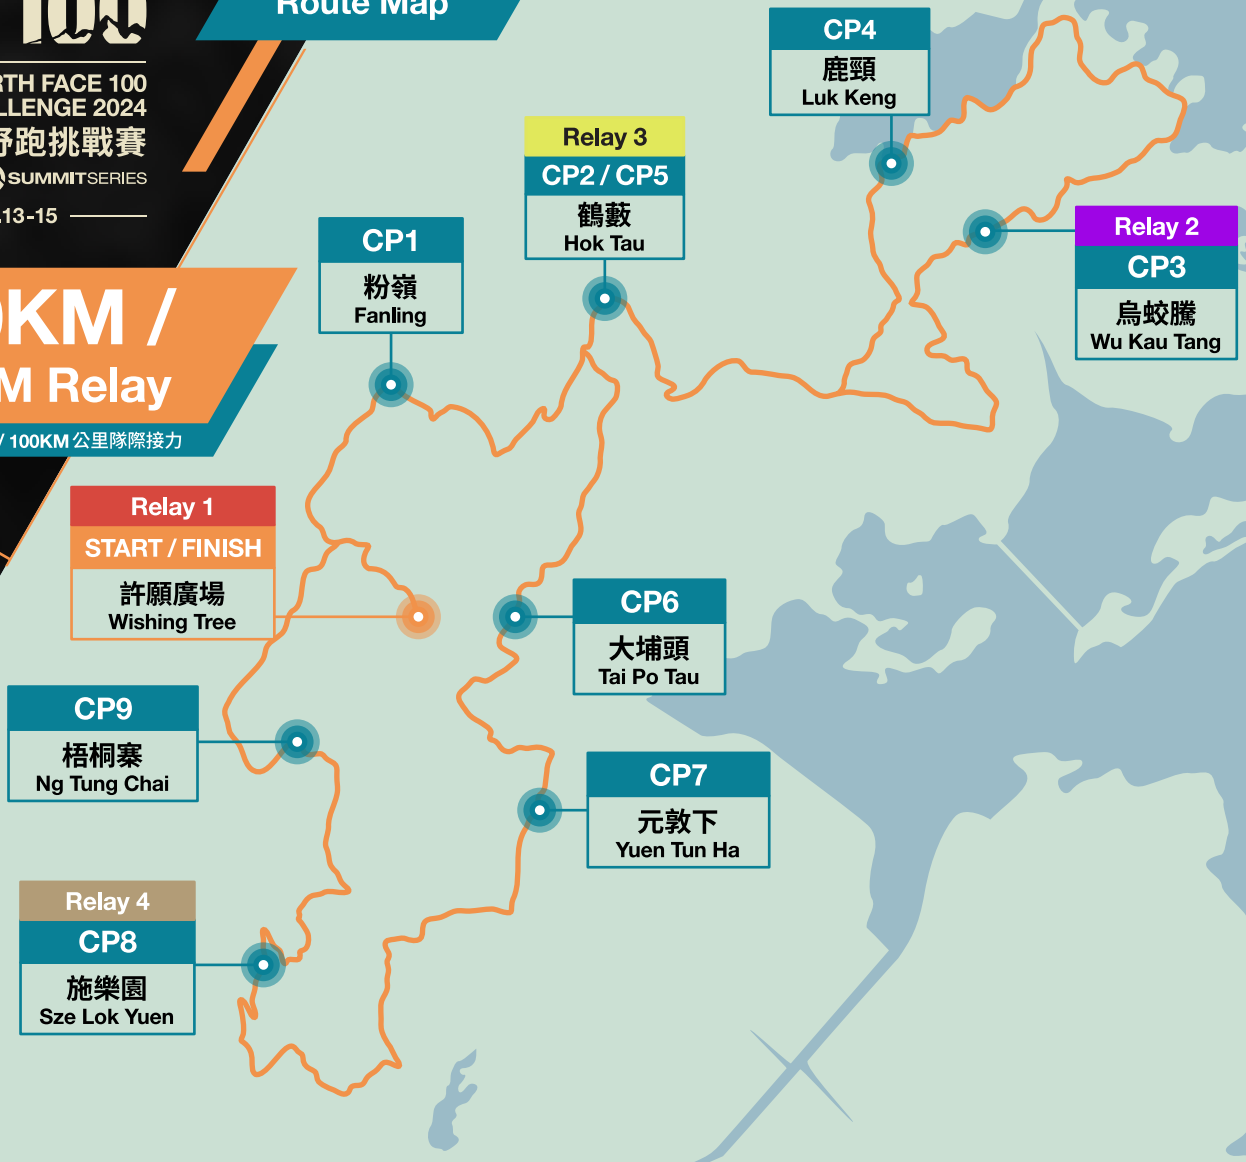 Route Map
100
RTH FACE 100
LLENGE 2024
野跑挑戰賽
SUMMITSERIES
.13-15
0KM /
M Relay
/ 100KM 公里隊際接力
CP4
鹿頸
Luk Keng
Relay 3
CP2 / CP5
鶴藪
Hok Tau
Relay 2
CP3
烏蛟騰
Wu Kau Tang
CP1
粉嶺
Fanling
Relay 1
START / FINISH
許願廣場
Wishing Tree
CP6
大埔頭
Tai Po Tau
CP9
梧桐寨
Ng Tung Chai
CP7
元敦下
Yuen Tun Ha
Relay 4
CP8
施樂園
Sze Lok Yuen